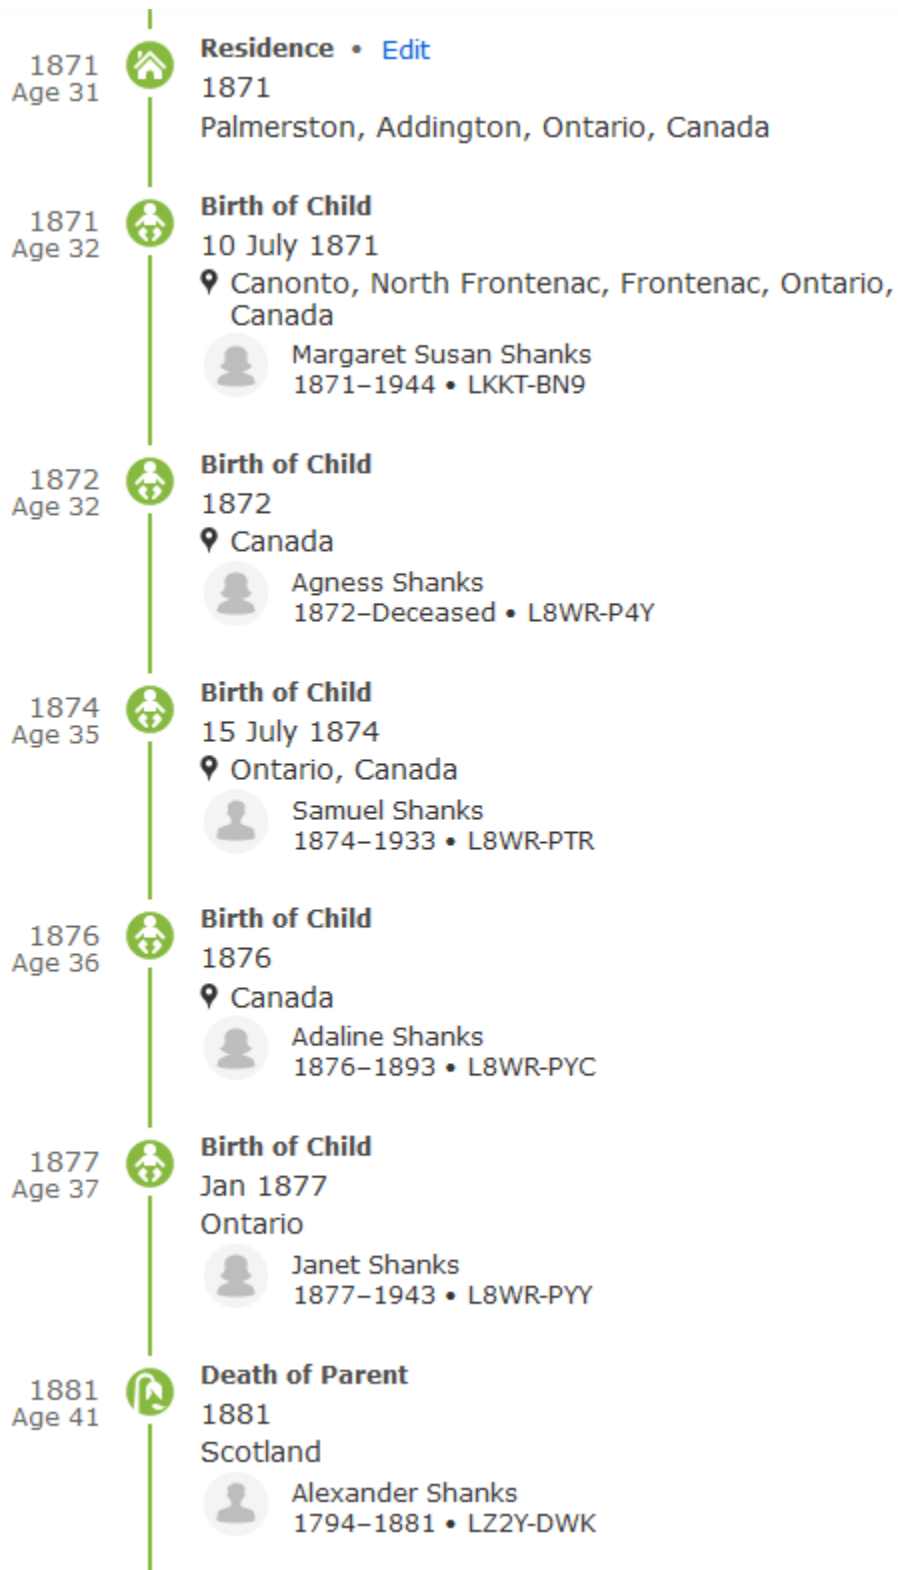 1871
Age 31
Residence • Edit
1871
Palmerston, Addington, Ontario, Canada
1871
Age 32
Birth of Child
10 July 1871
Canonto, North Frontenac, Frontenac, Ontario,
Canada
Margaret Susan Shanks
1871–1944 • LKKT-BN9
1872
Age 32
Birth of Child
1872
Canada
Agness Shanks
1872–Deceased • L8WR-P4Y
1874
Age 35
Birth of Child
15 July 1874
Ontario, Canada
Samuel Shanks
1874–1933 • L8WR-PTR
1876
Age 36
Birth of Child
1876
Canada
Adaline Shanks
1876–1893 • L8WR-PYC
1877
Age 37
Birth of Child
Jan 1877
Ontario
Janet Shanks
1877–1943 • L8WR-PYY
1881
Age 41
Death of Parent
1881
Scotland
Alexander Shanks
1794–1881 • LZ2Y-DWK